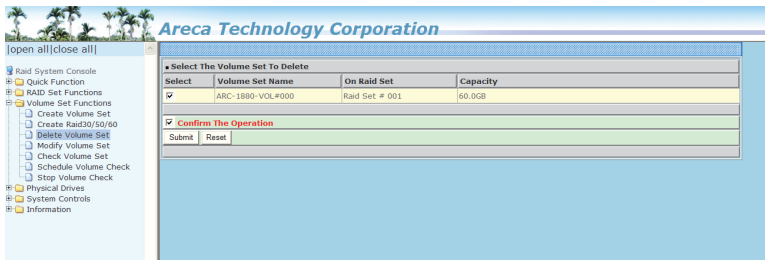 Areca Technology Corporation
|open all|close all|
Raid System Console
Quick Function
RAID Set Functions
Volume Set Functions
Create Volume Set
Create Raid30/50/60
Delete Volume Set
Modify Volume Set
Check Volume Set
Schedule Volume Check
Stop Volume Check
Physical Drives
System Controls
Information
Select The Volume Set To Delete
Select Volume Set Name On Raid Set Capacity
ARC-1880-VOL#000 Raid Set # 001 60.0GB
Confirm The Operation
Submit Reset